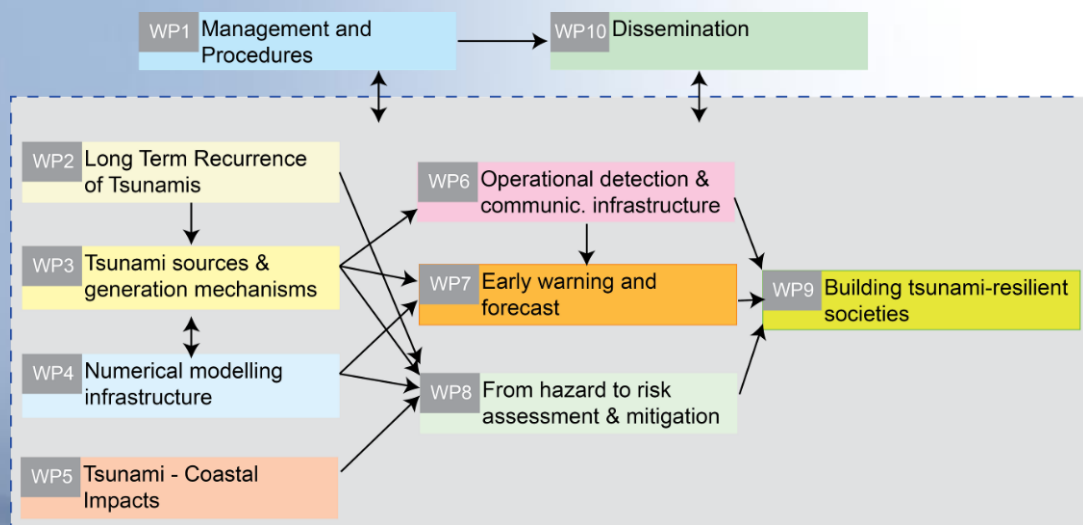 WP1 Management and
Procedures
WP10 Dissemination
WP2 Long Term Recurrence
of Tsunamis
WP3 Tsunami sources &
generation mechanisms
WP4 Numerical modelling
infrastructure
WP5 Tsunami - Coastal
Impacts
WP6 Operational detection &
communic. infrastructure
WP7 Early warning and
forecast
WP8 From hazard to risk
assessment & mitigation
WP9 Building tsunami-resilient
societies